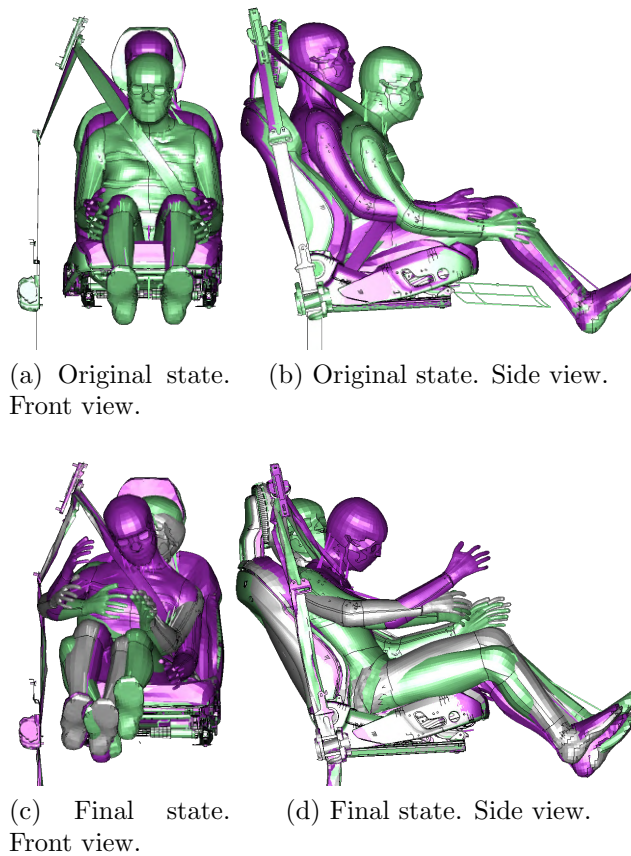 (a) Original state.
Front view.
(b) Original state. Side view.
(c) Final state.
Front view.
(d) Final state. Side view.